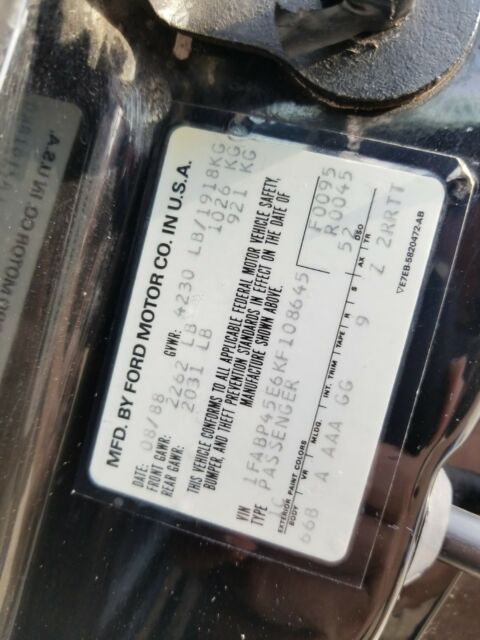 MFD. BY FORD MOTOR CO. IN U.S.A.
DATE: 08/88 GVWR: 4230 LB/1918KG
FRONT GAWR: 2262 LB 1026 KG
REAR GAWR: 2031 LB 921 KG
THIS VEHICLE CONFORMS TO ALL APPLICABLE FEDERAL MOTOR VEHICLE SAFETY,
BUMPER, AND THEFT PREVENTION STANDARDS IN EFFECT ON THE DATE OF
MANUFACTURE SHOWN ABOVE.
VIN 1FABP45E6KF108645 F0095
TYPE PASSENGER R0045
1C 52
EXTERIOR PAINT COLORS DSO
BODY VR MLDG. INT. TRIM TAPE R S AX TR
66B A AAA GG 9 Z 2RRTT
▽E7EB-5820472-AB